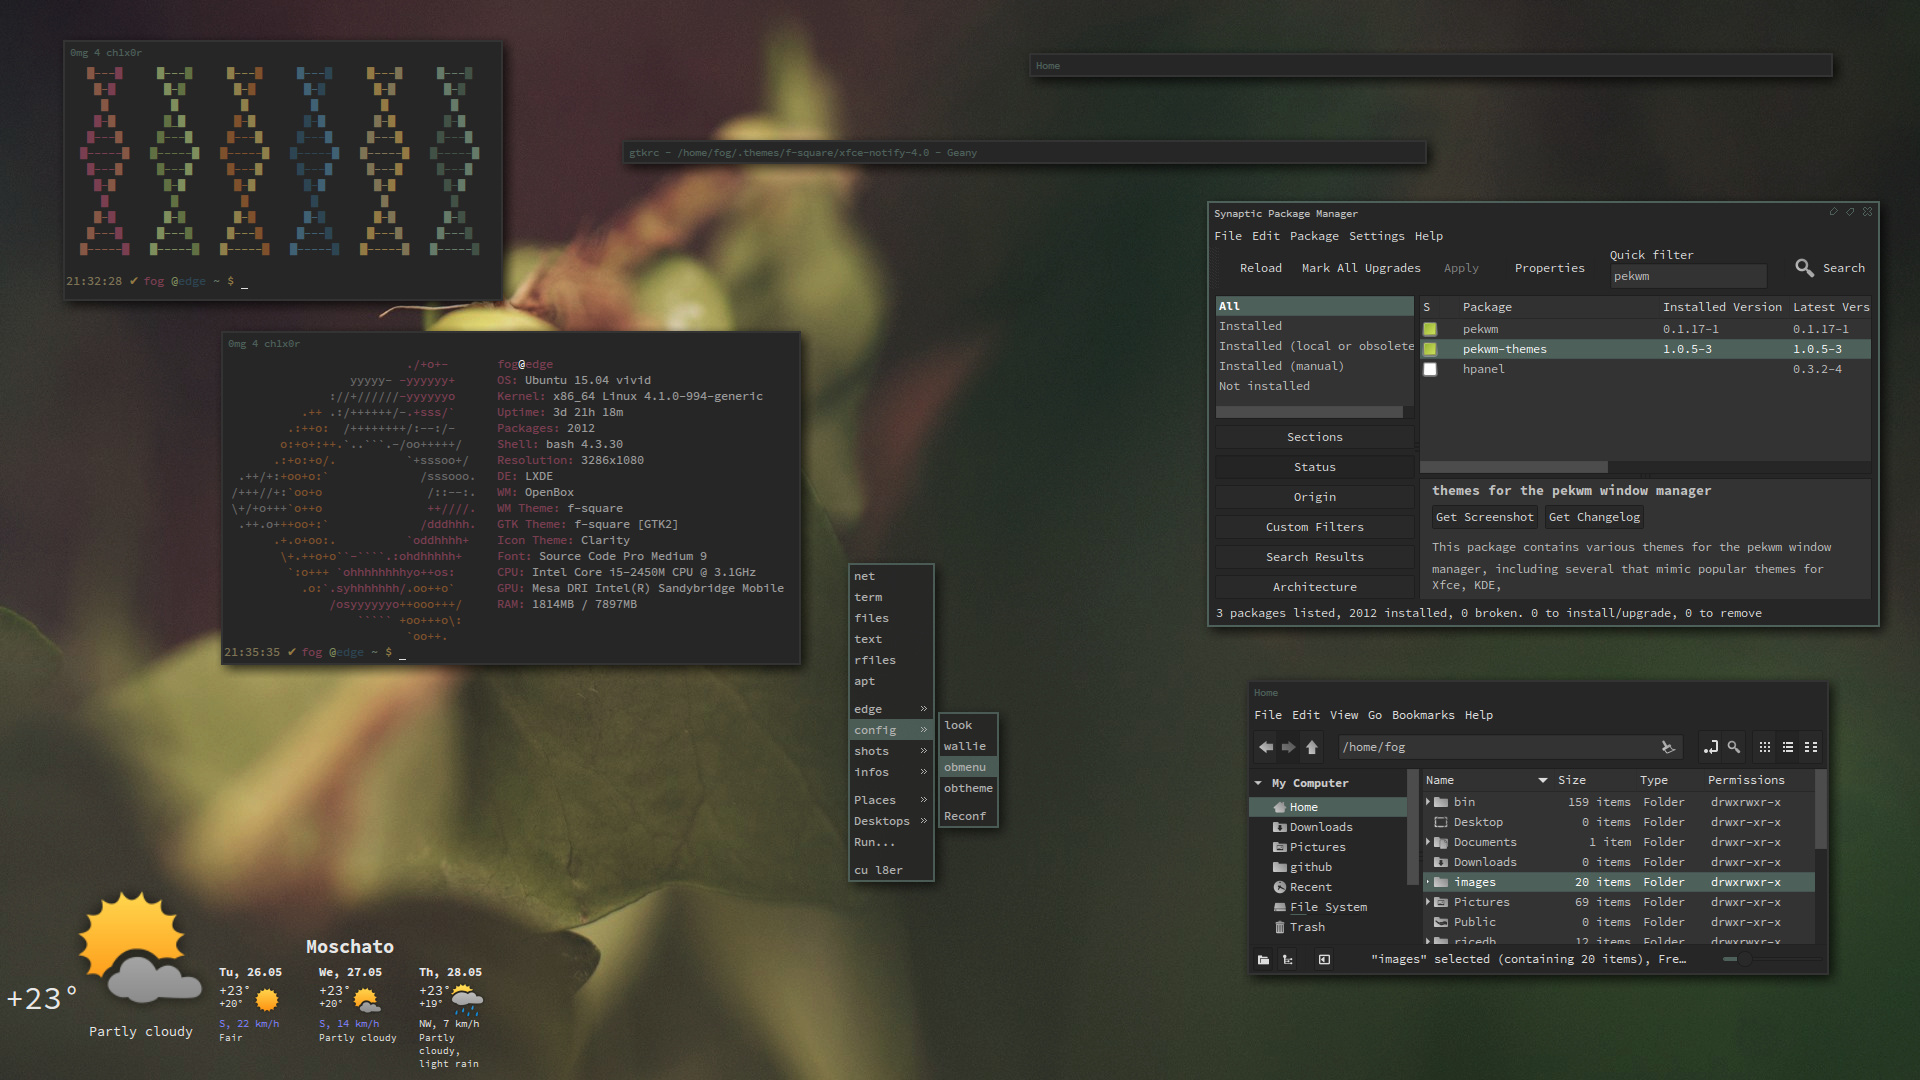 0mg 4 chlx0r
21:32:28 ✔ fog @edge ~ $ _
Home
gtkrc - /home/fog/.themes/f-square/xfce-notify-4.0 - Geany
0mg 4 chlx0r
fog@edge
OS: Ubuntu 15.04 vivid
Kernel: x86_64 Linux 4.1.0-994-generic
Uptime: 3d 21h 18m
Packages: 2012
Shell: bash 4.3.30
Resolution: 3286x1080
DE: LXDE
WM: OpenBox
WM Theme: f-square
GTK Theme: f-square [GTK2]
Icon Theme: Clarity
Font: Source Code Pro Medium 9
CPU: Intel Core i5-2450M CPU @ 3.1GHz
GPU: Mesa DRI Intel(R) Sandybridge Mobile
RAM: 1814MB / 7897MB
21:35:35 ✔ fog @edge ~ $ _
Synaptic Package Manager
File Edit Package Settings Help
Quick filter
Reload Mark All Upgrades Apply Properties pekwm Search
All
Installed
Installed (local or obsolete
Installed (manual)
Not installed
Sections
Status
Origin
Custom Filters
Search Results
Architecture
S Package Installed Version Latest Vers
pekwm 0.1.17-1 0.1.17-1
pekwm-themes 1.0.5-3 1.0.5-3
hpanel 0.3.2-4
themes for the pekwm window manager
Get Screenshot Get Changelog
This package contains various themes for the pekwm window
manager, including several that mimic popular themes for
Xfce, KDE,
3 packages listed, 2012 installed, 0 broken. 0 to install/upgrade, 0 to remove
net
term
files
text
rfiles
apt
edge »
config »
shots »
infos »
Places »
Desktops »
Run...
cu l8er
look
wallie
obmenu
obtheme
Reconf
Home
File Edit View Go Bookmarks Help
/home/fog
My Computer
Home
Downloads
Pictures
github
Recent
File System
Trash
Name Size Type Permissions
bin 159 items Folder drwxrwxr-x
Desktop 0 items Folder drwxr-xr-x
Documents 1 item Folder drwxr-xr-x
Downloads 0 items Folder drwxr-xr-x
images 20 items Folder drwxrwxr-x
Pictures 69 items Folder drwxr-xr-x
Public 0 items Folder drwxr-xr-x
ricedb 12 items Folder drwxrwxr-x
"images" selected (containing 20 items), Fre…
+23°
Partly cloudy
Moschato
Tu, 26.05
+23°
+20°
S, 22 km/h
Fair
We, 27.05
+23°
+20°
S, 14 km/h
Partly cloudy
Th, 28.05
+23°
+19°
NW, 7 km/h
Partly
cloudy,
light rain